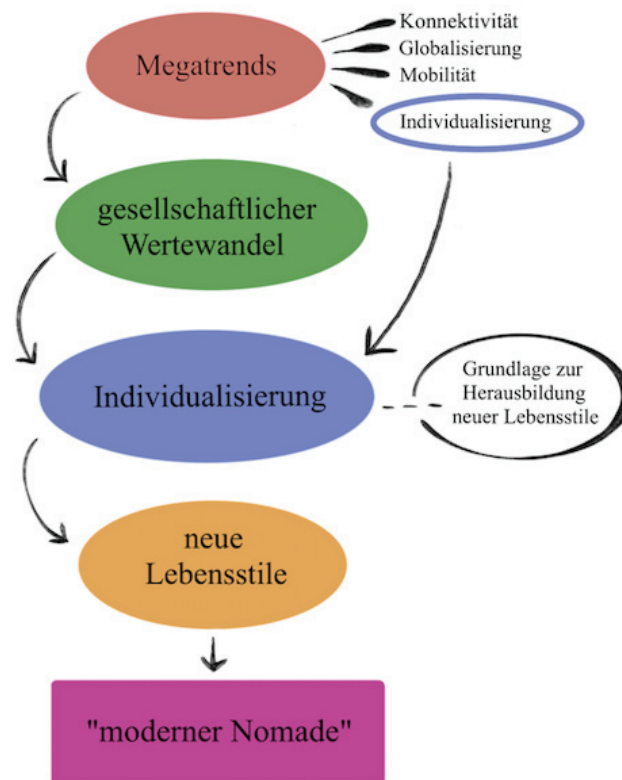 Megatrends
Konnektivität
Globalisierung
Mobilität
Individualisierung
gesellschaftlicher
Wertewandel
Individualisierung
Grundlage zur
Herausbildung
neuer Lebensstile
neue
Lebensstile
"moderner Nomade"